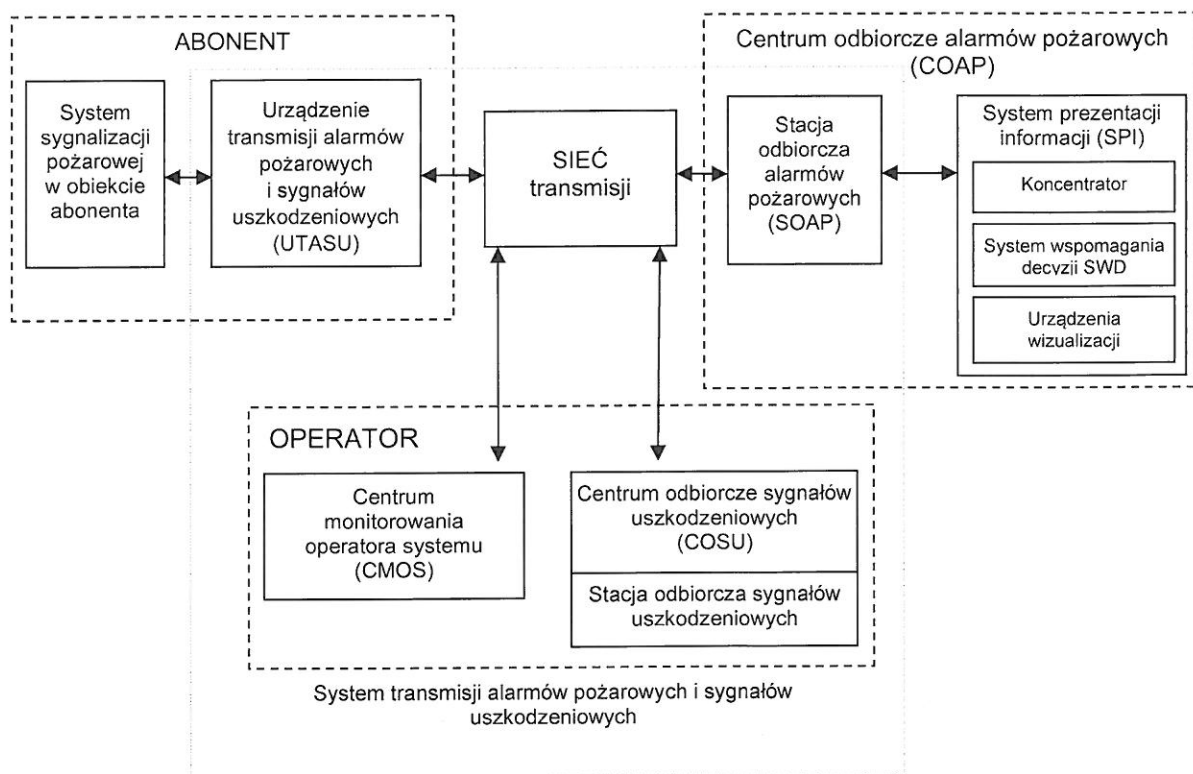 ABONENT
System
sygnalizacji
pożarowej
w obiekcie
abonenta
Urządzenie
transmisji alarmów
pożarowych
i sygnałów
uszkodzeniowych
(UTASU)
SIEĆ
transmisji
Centrum odbiorcze alarmów pożarowych
(COAP)
Stacja
odbiorcza
alarmów
pożarowych
(SOAP)
System prezentacji
informacji (SPI)
Koncentrator
System wspomagania
decyzji SWD
Urządzenia
wizualizacji
OPERATOR
Centrum
monitorowania
operatora systemu
(CMOS)
Centrum odbiorcze sygnałów
uszkodzeniowych
(COSU)
Stacja odbiorcza sygnałów
uszkodzeniowych
System transmisji alarmów pożarowych i sygnałów
uszkodzeniowych